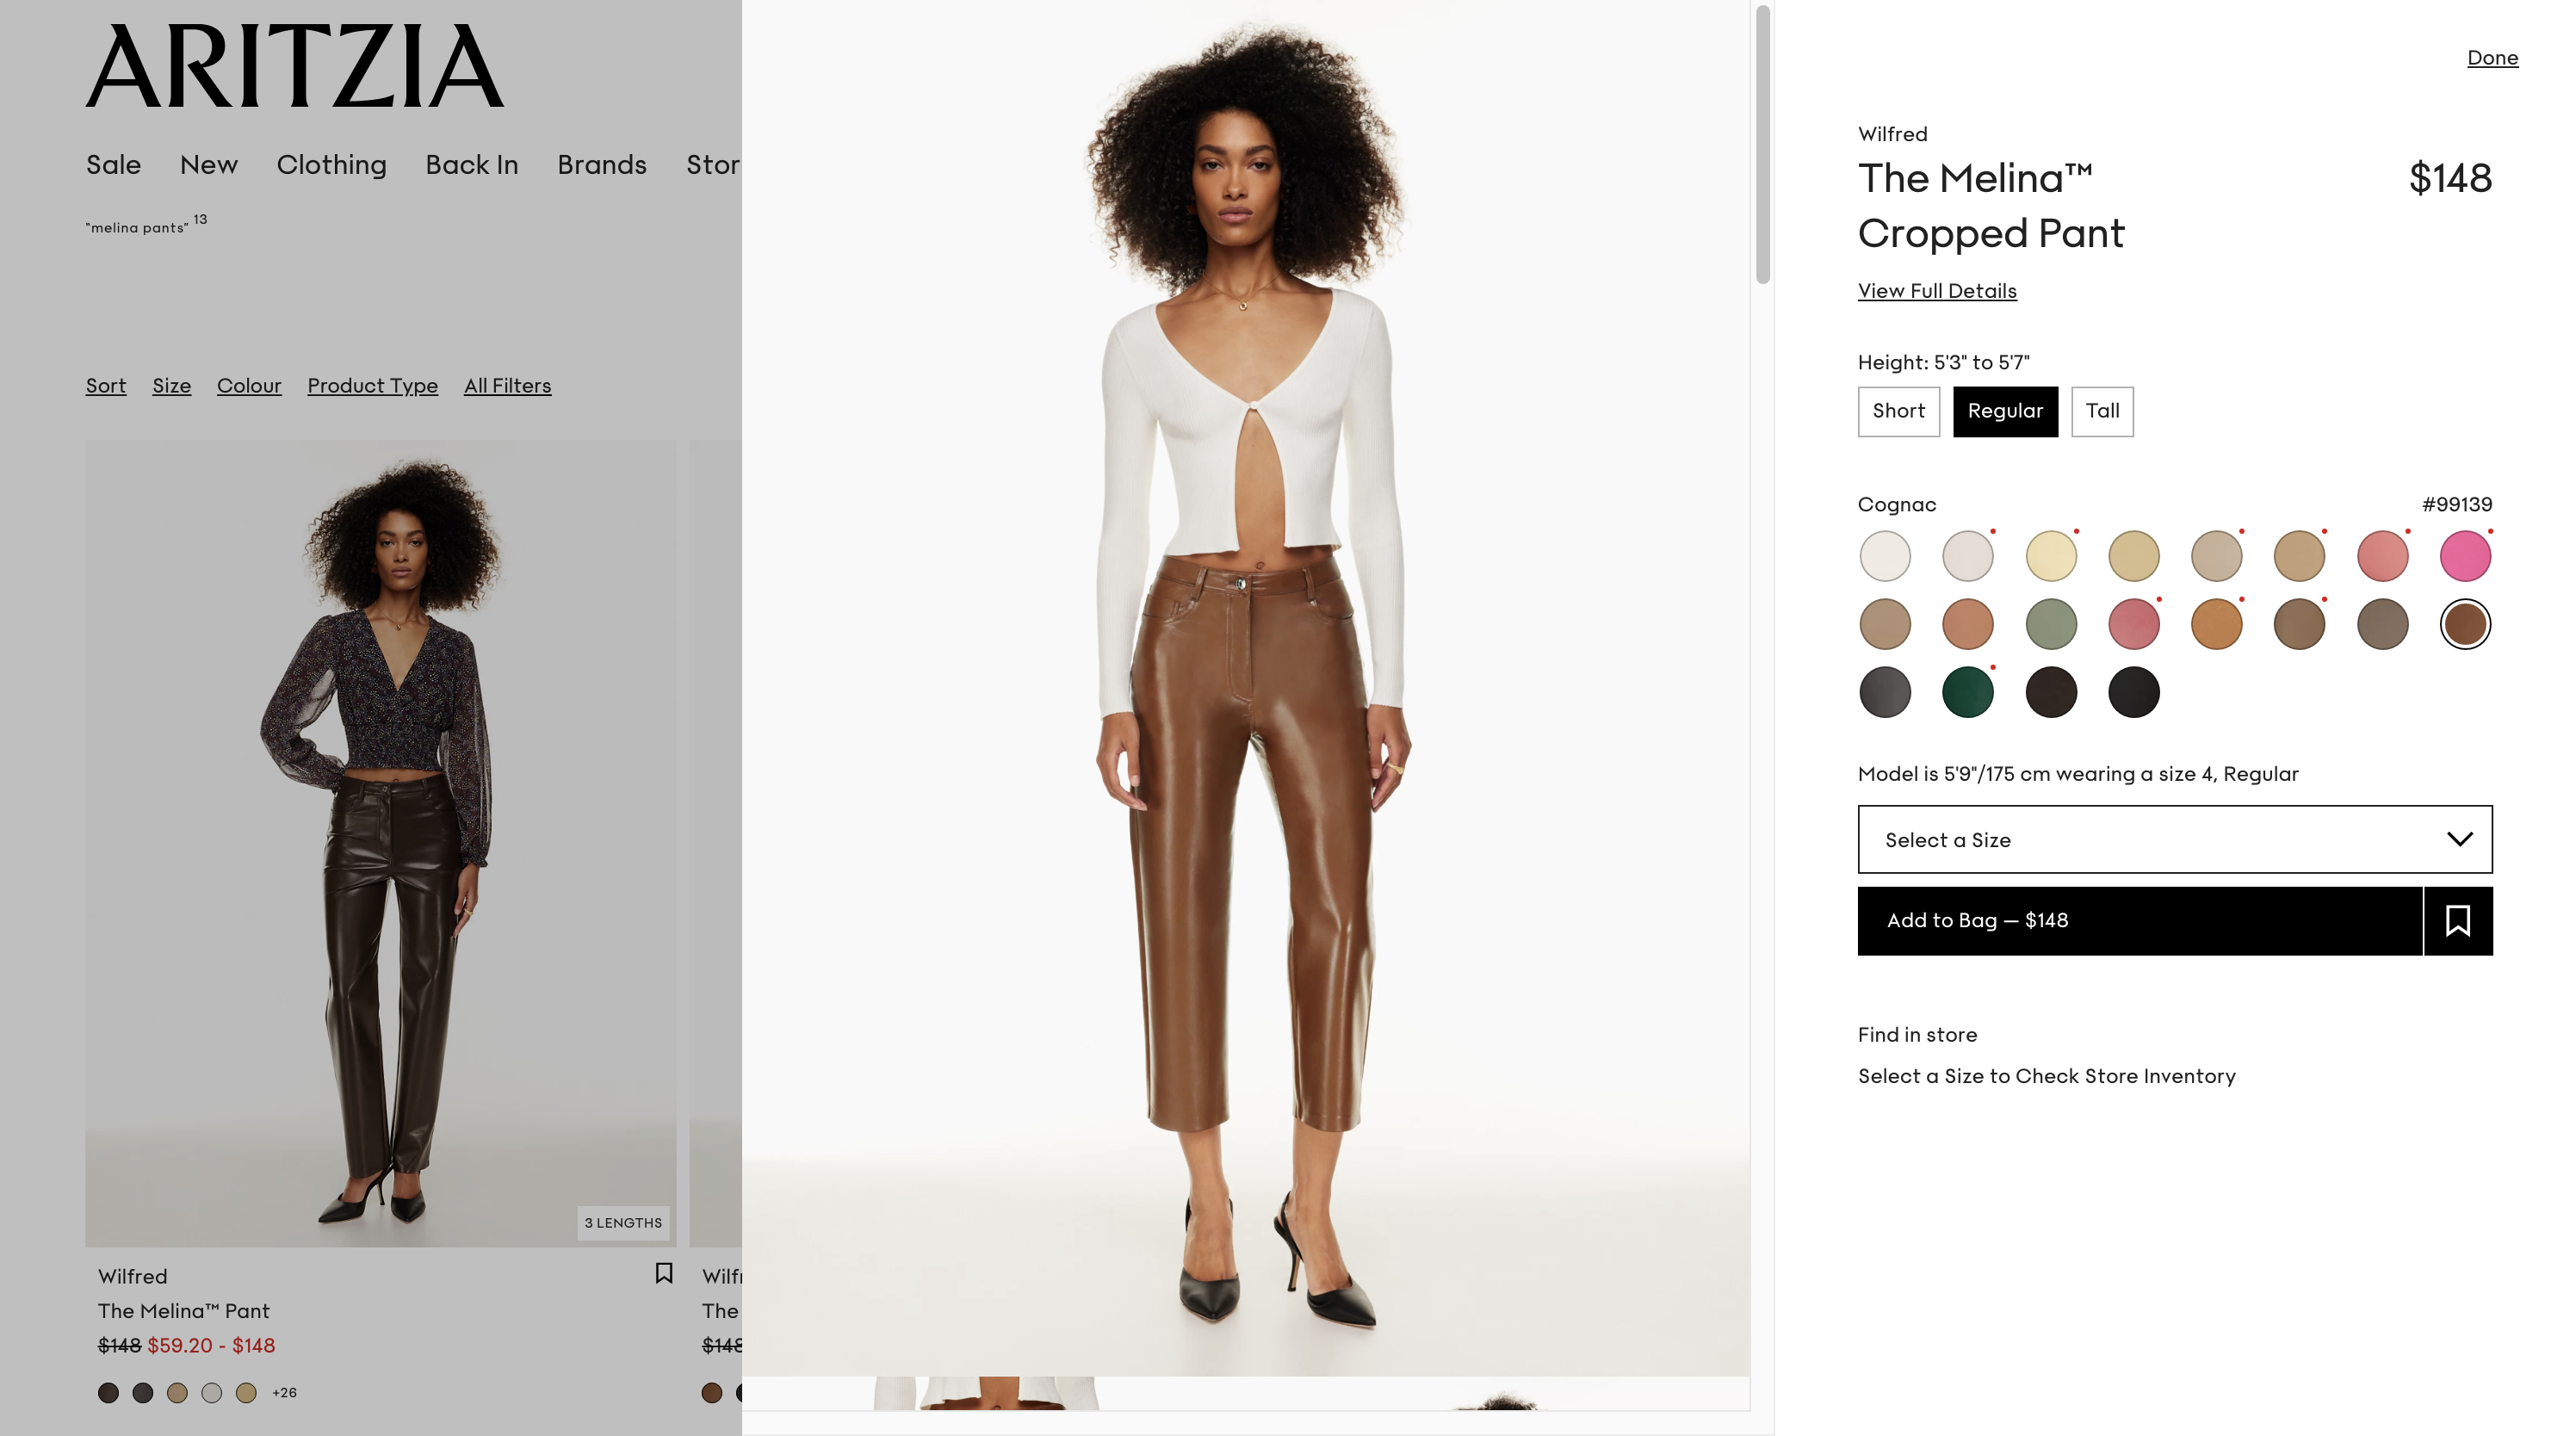 ARITZIA
Sale New Clothing Back In Brands Stor
"melina pants" 13
Sort Size Colour Product Type All Filters
3 LENGTHS
Wilfred
The Melina™ Pant
$148 $59.20 - $148
+26
Wilfr
The
$148
Done
Wilfred
The Melina™
Cropped Pant
$148
View Full Details
Height: 5'3" to 5'7"
Short Regular Tall
Cognac #99139
Model is 5'9"/175 cm wearing a size 4, Regular
Select a Size
Add to Bag — $148
Find in store
Select a Size to Check Store Inventory